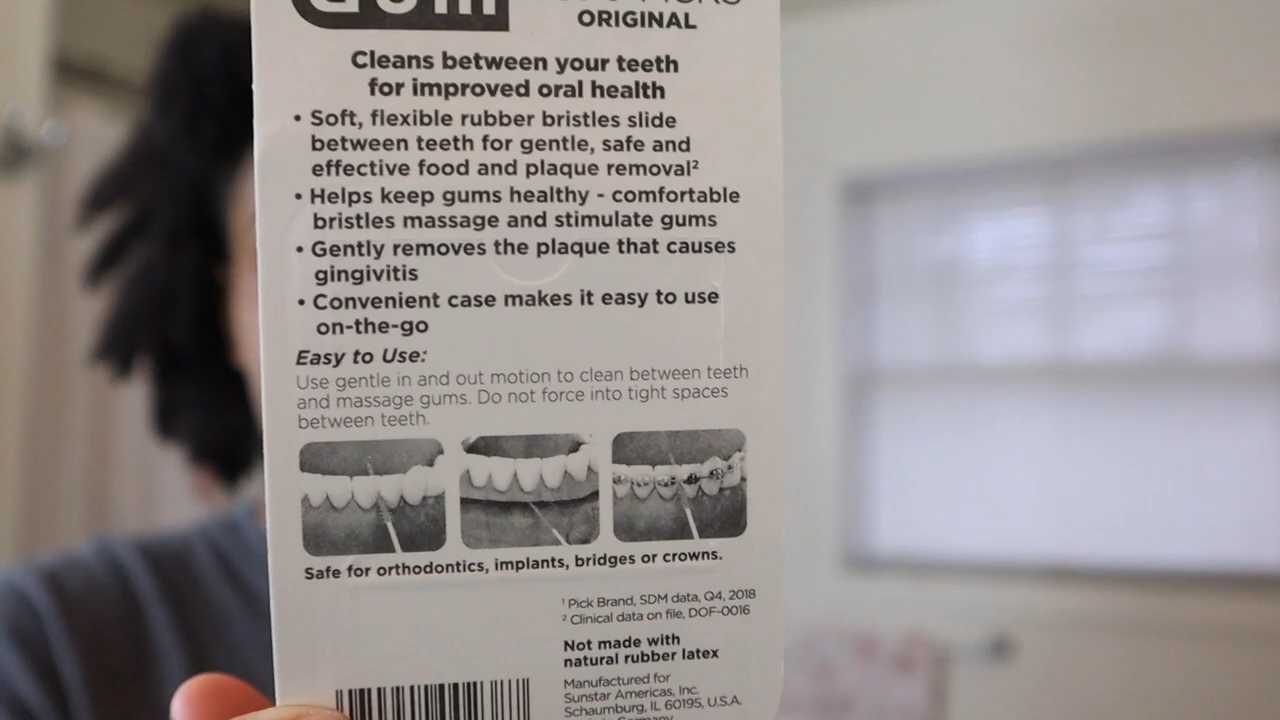 GUM
PICKS
ORIGINAL
Cleans between your teeth
for improved oral health
• Soft, flexible rubber bristles slide
between teeth for gentle, safe and
effective food and plaque removal²
• Helps keep gums healthy - comfortable
bristles massage and stimulate gums
• Gently removes the plaque that causes
gingivitis
• Convenient case makes it easy to use
on-the-go
Easy to Use:
Use gentle in and out motion to clean between teeth
and massage gums. Do not force into tight spaces
between teeth.
Safe for orthodontics, implants, bridges or crowns.
¹ Pick Brand, SDM data, Q4, 2018
² Clinical data on file, DOF-0016
Not made with
natural rubber latex
Manufactured for
Sunstar Americas, Inc.
Schaumburg, IL 60195, U.S.A.
Germany